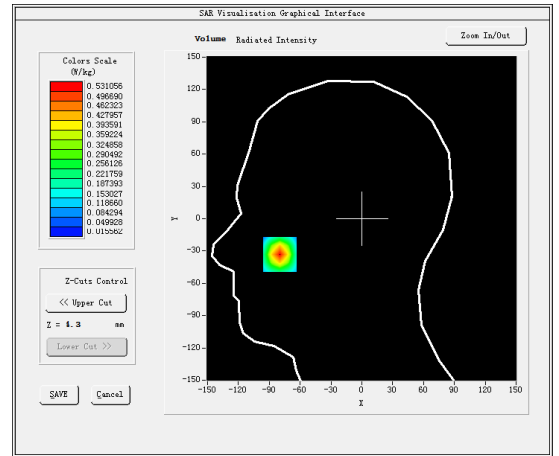 SAR Visualisation Graphical Interface
Volume Radiated Intensity
Zoom In/Out
Colors Scale
(W/kg)
0.531056
0.496690
0.462323
0.427957
0.393591
0.359224
0.324858
0.290492
0.256126
0.221759
0.187393
0.153027
0.118660
0.084294
0.049928
0.015562
Z-Cuts Control
<< Upper Cut
Z = 4.3 mm
Lower Cut >>
SAVE Cancel
150
120
90
60
30
0
-30
-60
-90
-120
-150
Y
-150 -120 -90 -60 -30 0 30 60 90 120 150
X